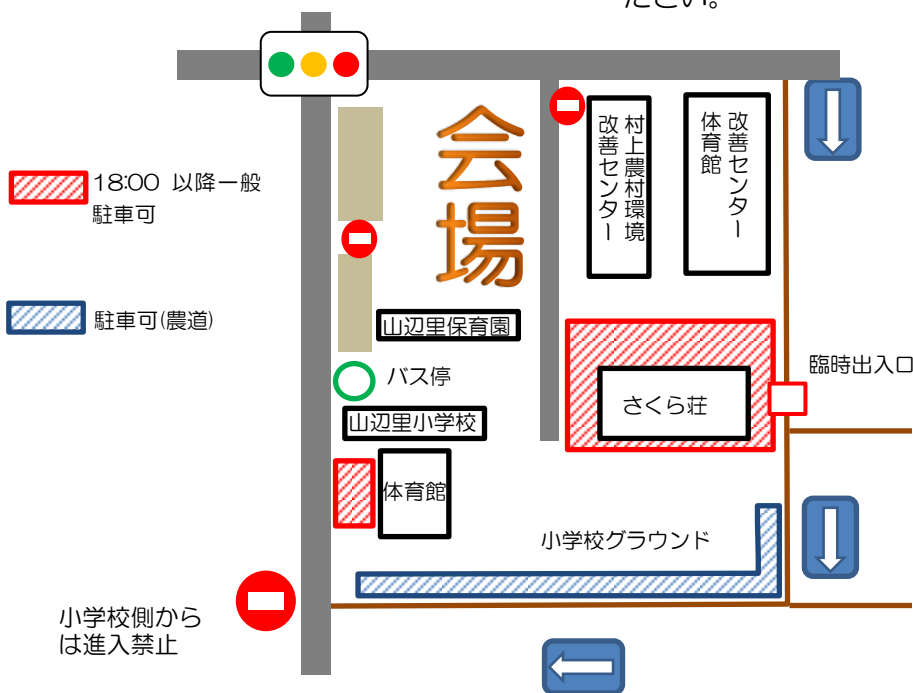 ださい。
会場
村上農村環境
改善センター
改善センター
体育館
18:00 以降一般
駐車可
駐車可(農道)
山辺里保育園
臨時出入口
バス停
さくら荘
山辺里小学校
体育館
小学校グラウンド
小学校側から
は進入禁止